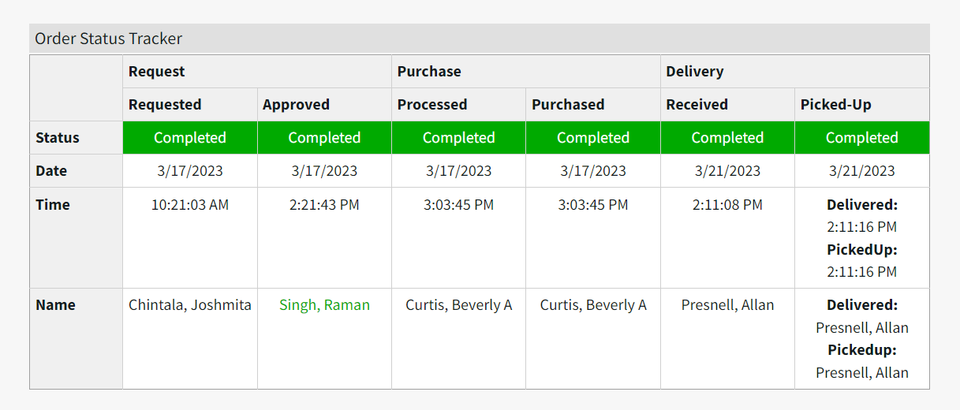 Order Status Tracker
Request Purchase Delivery
Requested Approved Processed Purchased Received Picked-Up
Status Completed Completed Completed Completed Completed Completed
Date 3/17/2023 3/17/2023 3/17/2023 3/17/2023 3/21/2023 3/21/2023
Time 10:21:03 AM 2:21:43 PM 3:03:45 PM 3:03:45 PM 2:11:08 PM Delivered:
2:11:16 PM
PickedUp:
2:11:16 PM
Name Chintala, Joshmita Singh, Raman Curtis, Beverly A Curtis, Beverly A Presnell, Allan Delivered:
Presnell, Allan
Pickedup:
Presnell, Allan